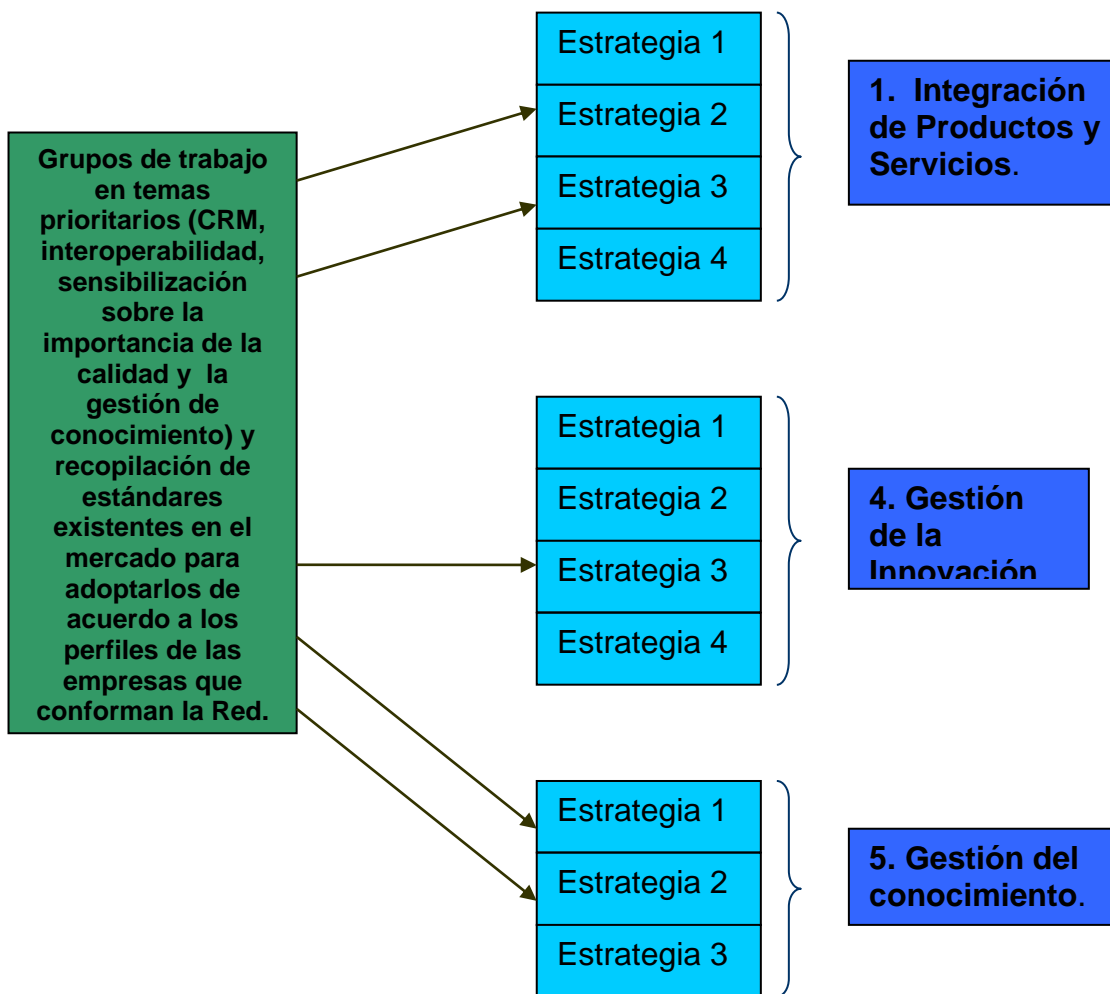 Grupos de trabajo
en temas
prioritarios (CRM,
interoperabilidad,
sensibilización
sobre la
importancia de la
calidad y  la
gestión de
conocimiento) y
recopilación de
estándares
existentes en el
mercado para
adoptarlos de
acuerdo a los
perfiles de las
empresas que
conforman la Red.
Estrategia 1
Estrategia 2
Estrategia 3
Estrategia 4
1.  Integración
de Productos y
Servicios.
Estrategia 1
Estrategia 2
Estrategia 3
Estrategia 4
4. Gestión
de la
Innovación
Estrategia 1
Estrategia 2
Estrategia 3
5. Gestión del
conocimiento.